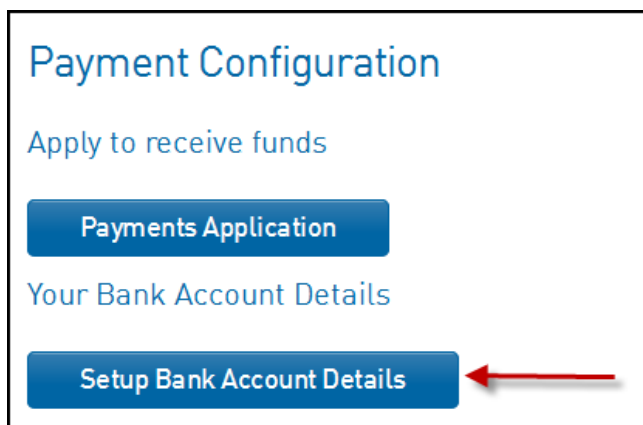 Payment Configuration
Apply to receive funds
Payments Application
Your Bank Account Details
Setup Bank Account Details